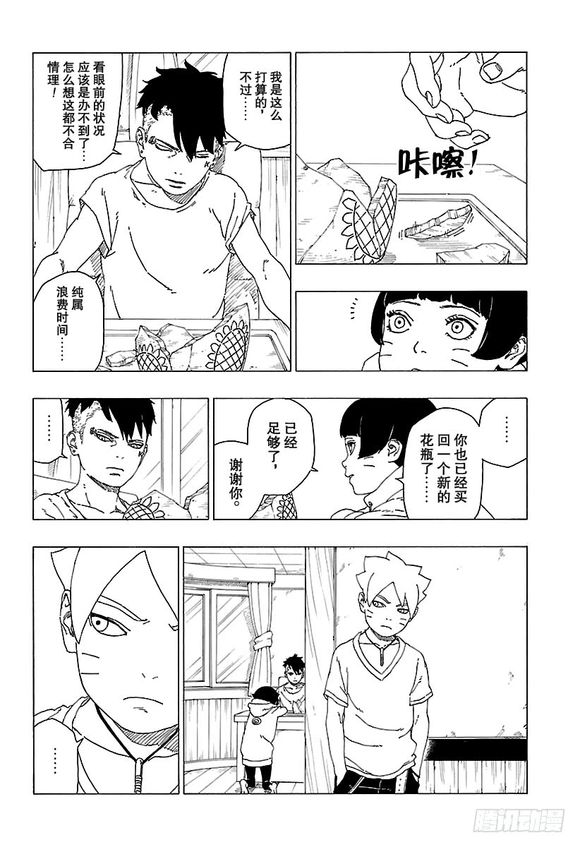 咔嚓！
我是这么
打算的，
不过……
看眼前的状况
应该是办不到了…
怎么想这都不合
情理！
纯属
浪费时间
……
……
你也已经买
回一个新的
花瓶了……
已经
足够了，
谢谢你。
……
……
腾讯动漫